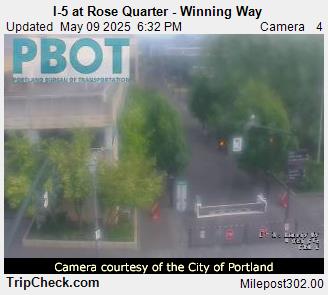 I-5 at Rose Quarter - Winning Way
Updated May 09 2025 6:32 PM Camera 4
PBOT
PORTLAND BUREAU OF TRANSPORTATION
Camera courtesy of the City of Portland
TripCheck.com Milepost302.00